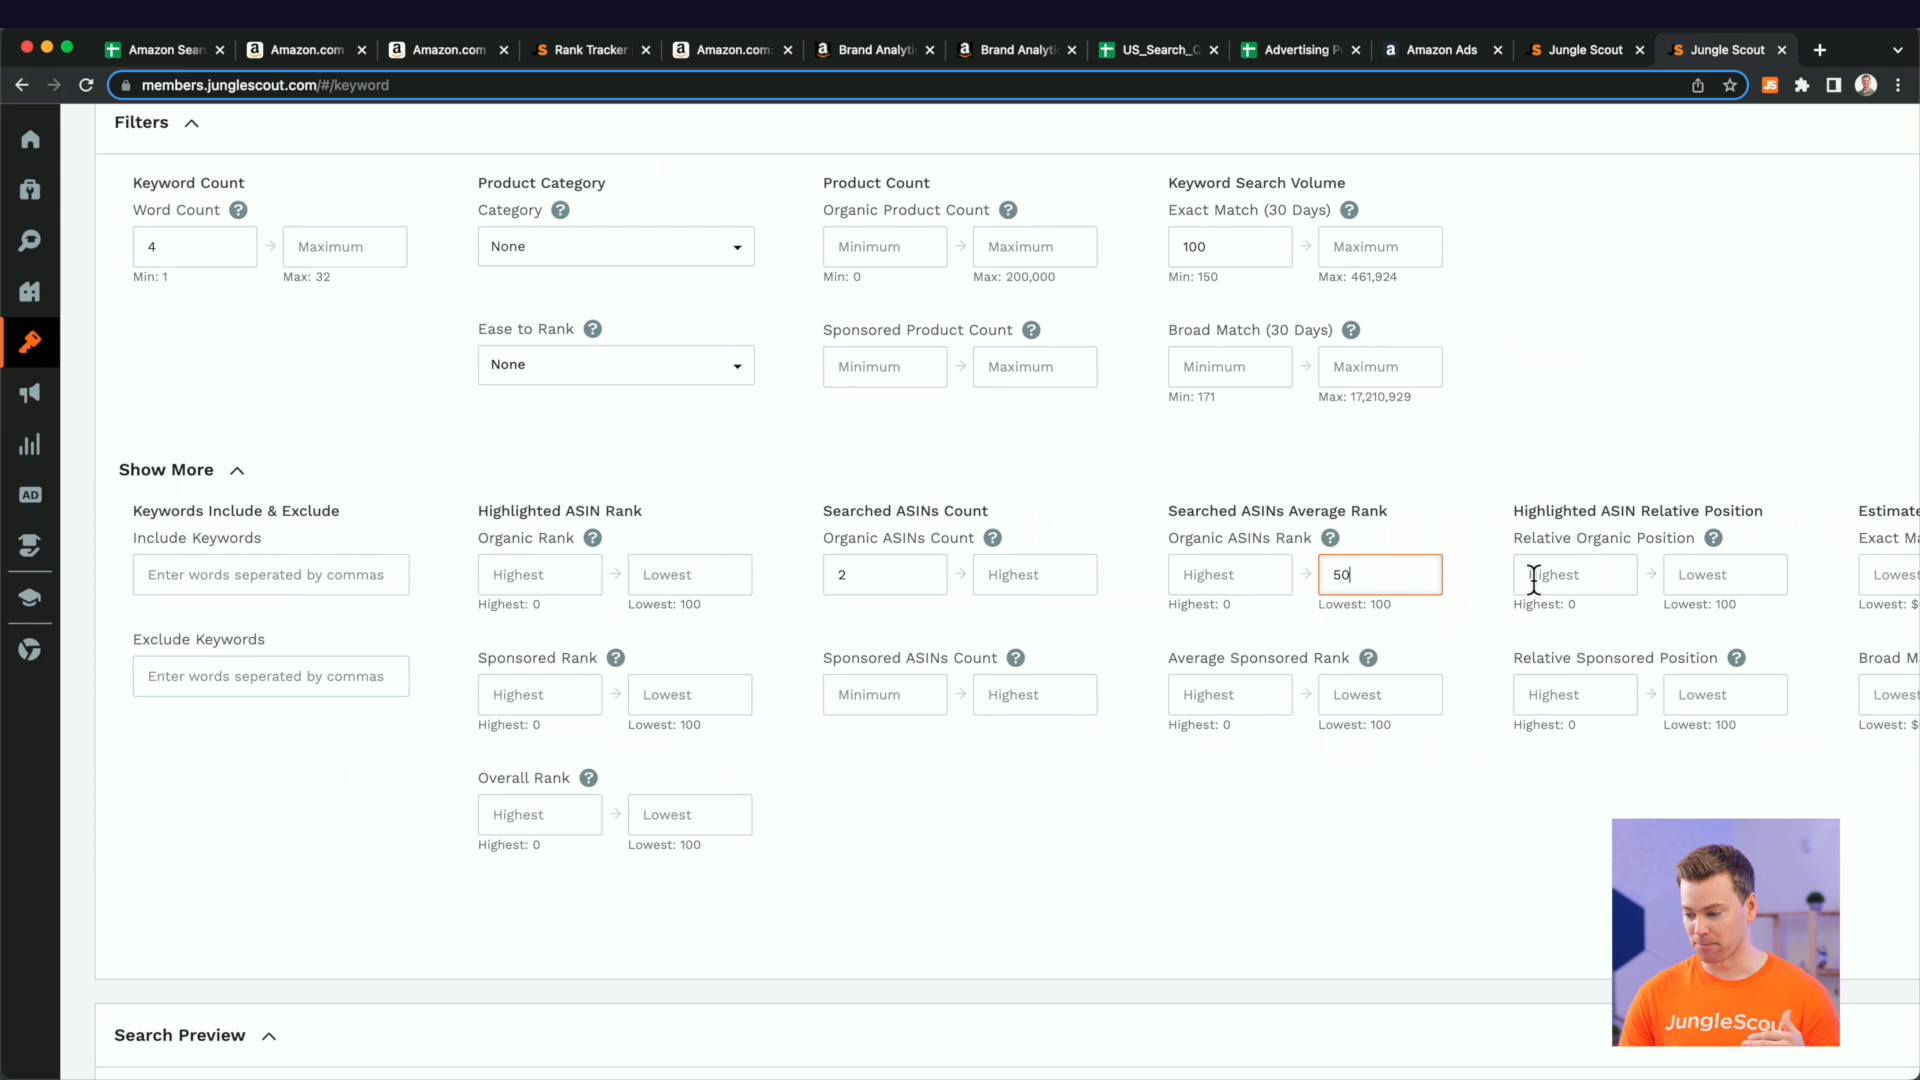 Amazon Sear
Amazon.com
Amazon.com
Rank Tracker
Amazon.com:
Brand Analyti
Brand Analyti
US_Search_
Advertising P
Amazon Ads
Jungle Scout
Jungle Scout
members.junglescout.com/#/keyword
JS
Filters
Keyword Count
Product Category
Product Count
Keyword Search Volume
Word Count ?
Category ?
Organic Product Count ?
Exact Match (30 Days) ?
4
Maximum
None
Minimum
Maximum
100
Maximum
Min: 1
Max: 32
Min: 0
Max: 200,000
Min: 150
Max: 461,924
Ease to Rank ?
Sponsored Product Count ?
Broad Match (30 Days) ?
None
Minimum
Maximum
Minimum
Maximum
Min: 171
Max: 17,210,929
Show More
Keywords Include & Exclude
Highlighted ASIN Rank
Searched ASINs Count
Searched ASINs Average Rank
Highlighted ASIN Relative Position
Estimate
Include Keywords
Organic Rank ?
Organic ASINs Count ?
Organic ASINs Rank ?
Relative Organic Position ?
Exact Ma
Enter words seperated by commas
Highest
Lowest
2
Highest
Highest
50
Highest
Lowest
Lowest
Highest: 0
Lowest: 100
Highest: 0
Lowest: 100
Highest: 0
Lowest: 100
Lowest: $
Exclude Keywords
Sponsored Rank ?
Sponsored ASINs Count ?
Average Sponsored Rank ?
Relative Sponsored Position ?
Broad M
AD
Enter words seperated by commas
Highest
Lowest
Minimum
Highest
Highest
Lowest
Highest
Lowest
Lowest
Highest: 0
Lowest: 100
Highest: 0
Lowest: 100
Highest: 0
Lowest: 100
Lowest: $
Overall Rank ?
Highest
Lowest
Highest: 0
Lowest: 100
JungleScou
Search Preview